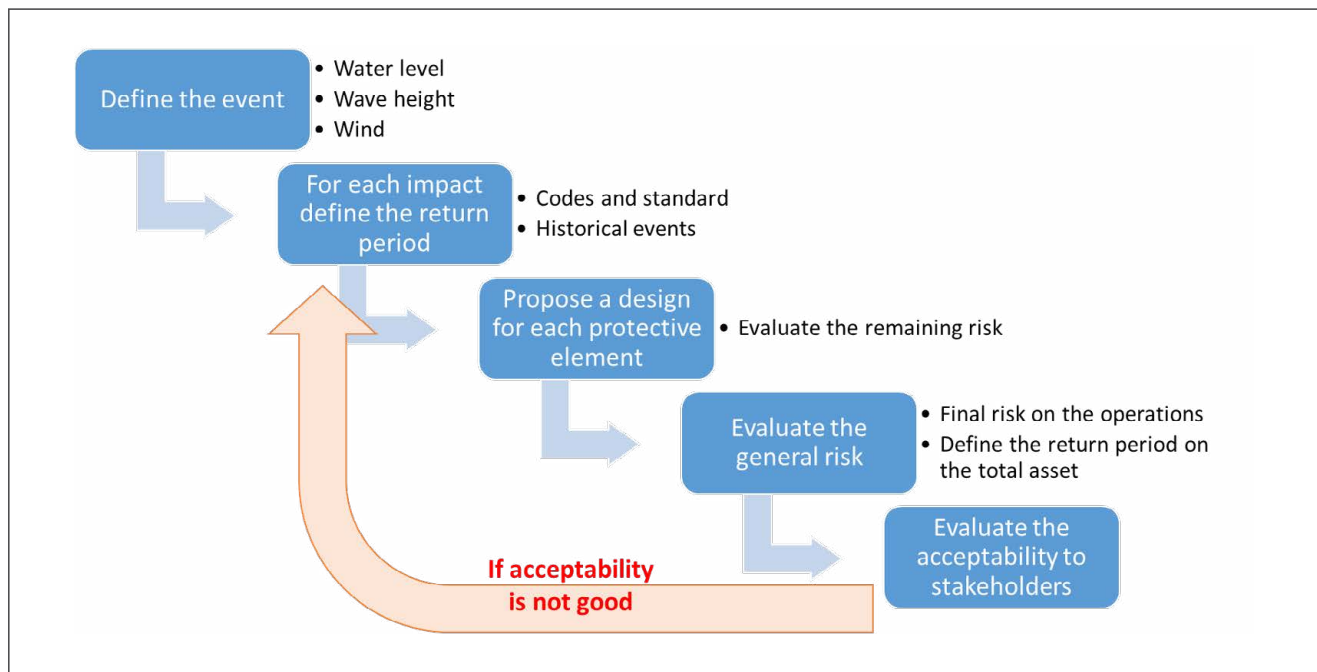 Define the event
• Water level
• Wave height
• Wind
For each impact
define the return
period
• Codes and standard
• Historical events
Propose a design
for each protective
element
• Evaluate the remaining risk
Evaluate the
general risk
• Final risk on the operations
• Define the return period on
the total asset
Evaluate the
acceptability to
stakeholders
If acceptability
is not good